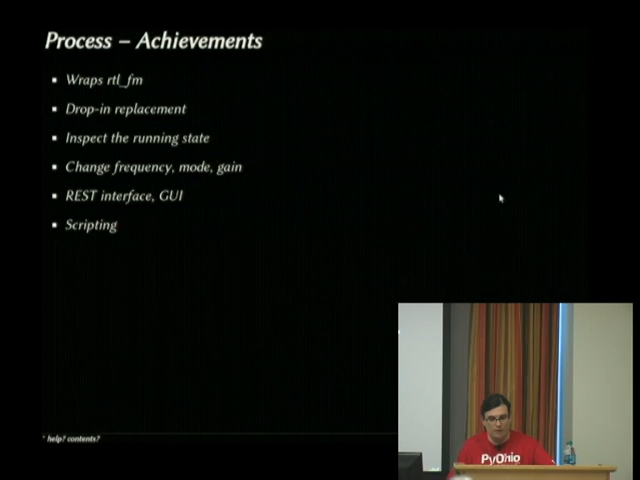 Process – Achievements
Wraps rtl_fm
Drop-in replacement
Inspect the running state
Change frequency, mode, gain
REST interface, GUI
Scripting
* help? contents?
PyOhio